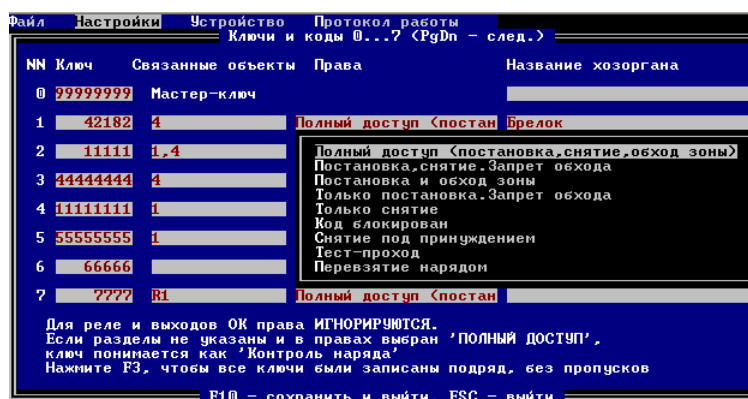 Файл Настройки Устройство Протокол работы
Ключи и коды 0...7 (PgDn - след.)
NN Ключ Связанные объекты Права Название хозоргана
0 99999999 Мастер-ключ
1 42182 4 Полный доступ (постан Брелок
2 11111 1,4 Полный доступ (постановка,снятие,обход зоны)
Постановка,снятие.Запрет обхода
3 44444444 4 Постановка и обход зоны
Только постановка.Запрет обхода
4 11111111 1 Только снятие
Код блокирован
5 55555555 1 Снятие под принуждением
Тест-проход
6 66666 Перевзятие нарядом
7 7777 R1 Полный доступ (постан
Для реле и выходов ОК права ИГНОРИРУЮТСЯ.
Если разделы не указаны и в правах выбран 'ПОЛНЫЙ ДОСТУП',
ключ понимается как 'Контроль наряда'
Нажмите F3, чтобы все ключи были записаны подряд, без пропусков
F10 - сохранить и выйти, ESC - выйти